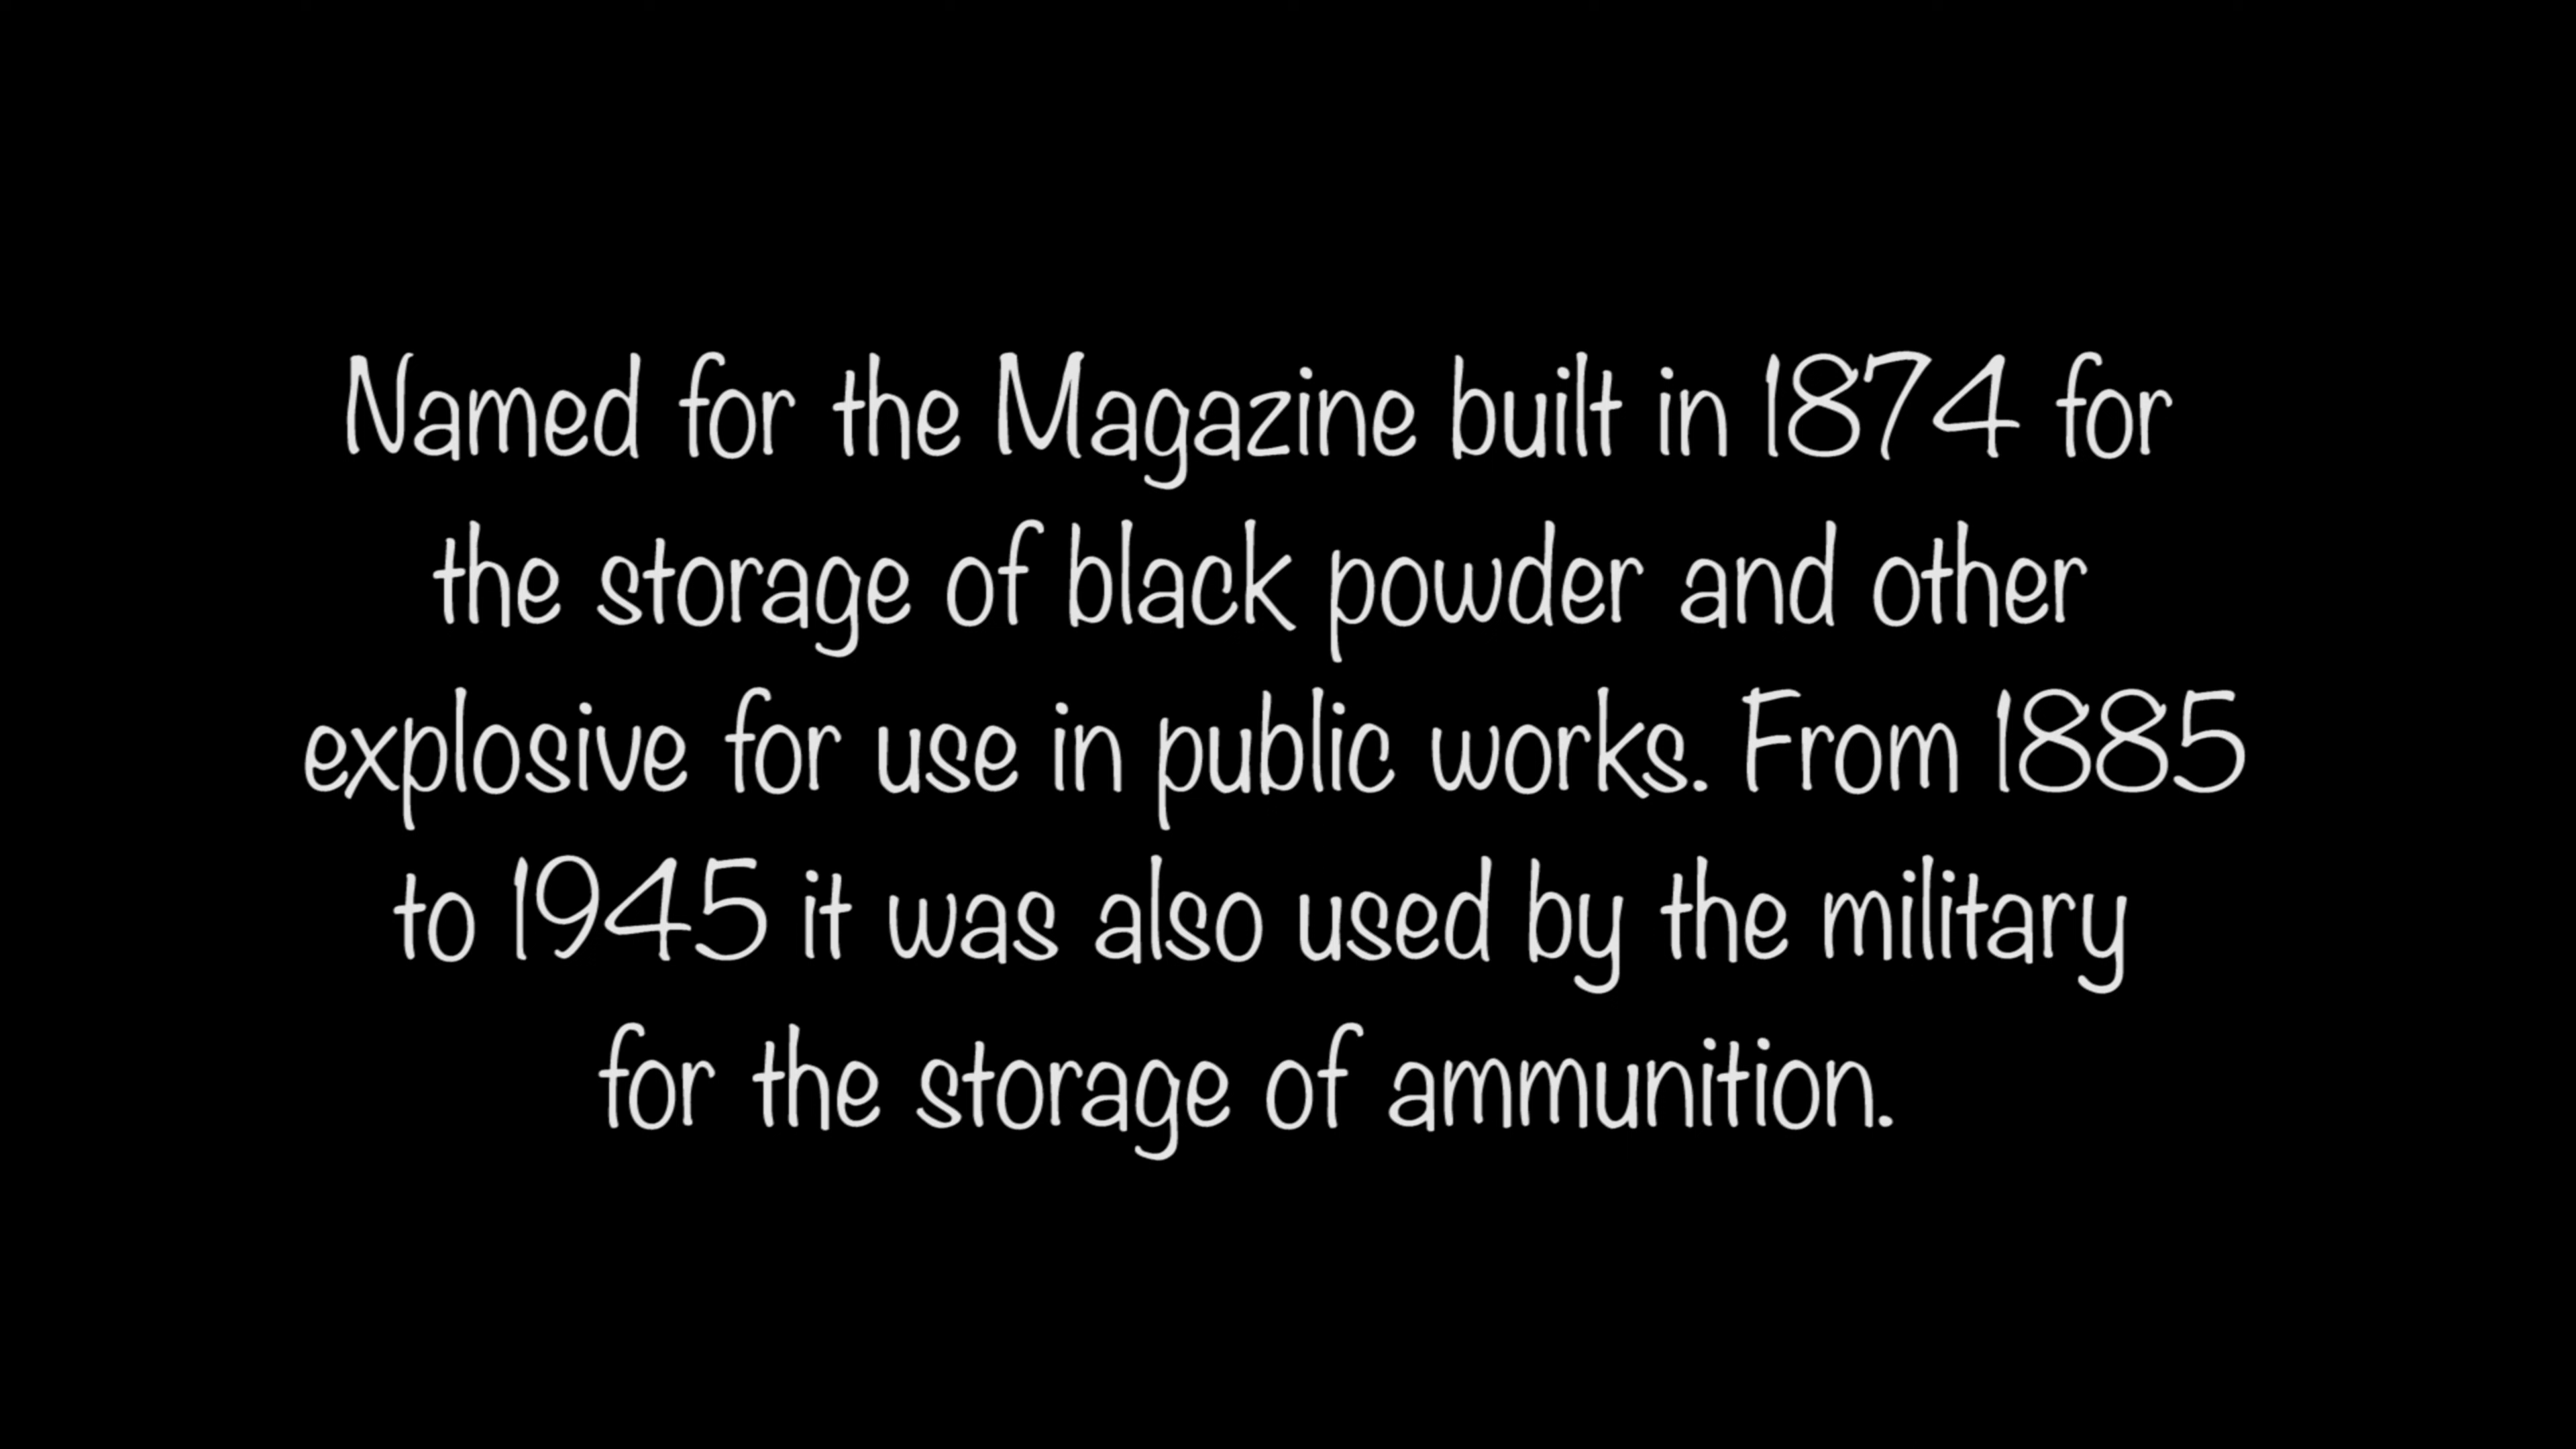 Named for the Magazine built in 1874 for
the storage of black powder and other
explosive for use in public works. From 1885
to 1945 it was also used by the military
for the storage of ammunition.